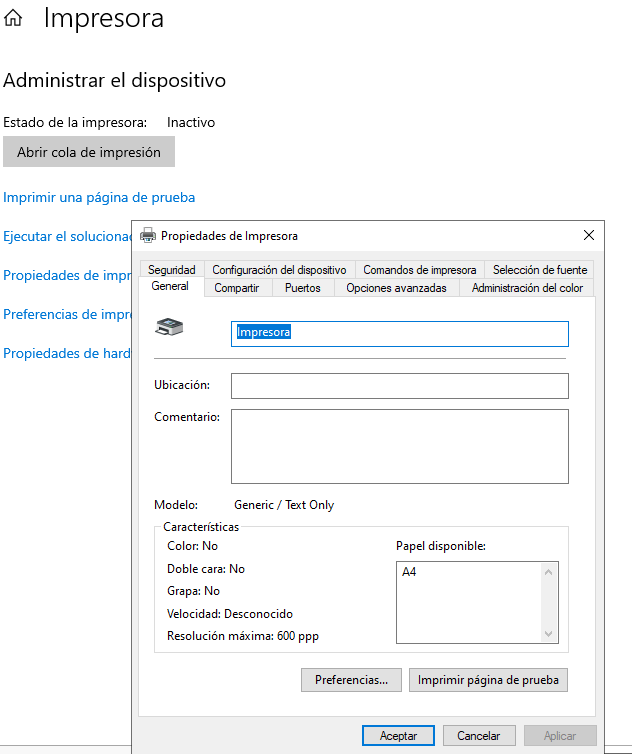 Impresora
Administrar el dispositivo
Estado de la impresora: Inactivo
Abrir cola de impresión
Imprimir una página de prueba
Ejecutar el solucionac
Propiedades de impr
Preferencias de impre
Propiedades de hard
Propiedades de Impresora
Seguridad Configuración del dispositivo Comandos de impresora Selección de fuente
General Compartir Puertos Opciones avanzadas Administración del color
Impresora
Ubicación:
Comentario:
Modelo: Generic / Text Only
Características
Color: No
Doble cara: No
Grapa: No
Velocidad: Desconocido
Resolución máxima: 600 ppp
Papel disponible:
A4
Preferencias... Imprimir página de prueba
Aceptar Cancelar Aplicar